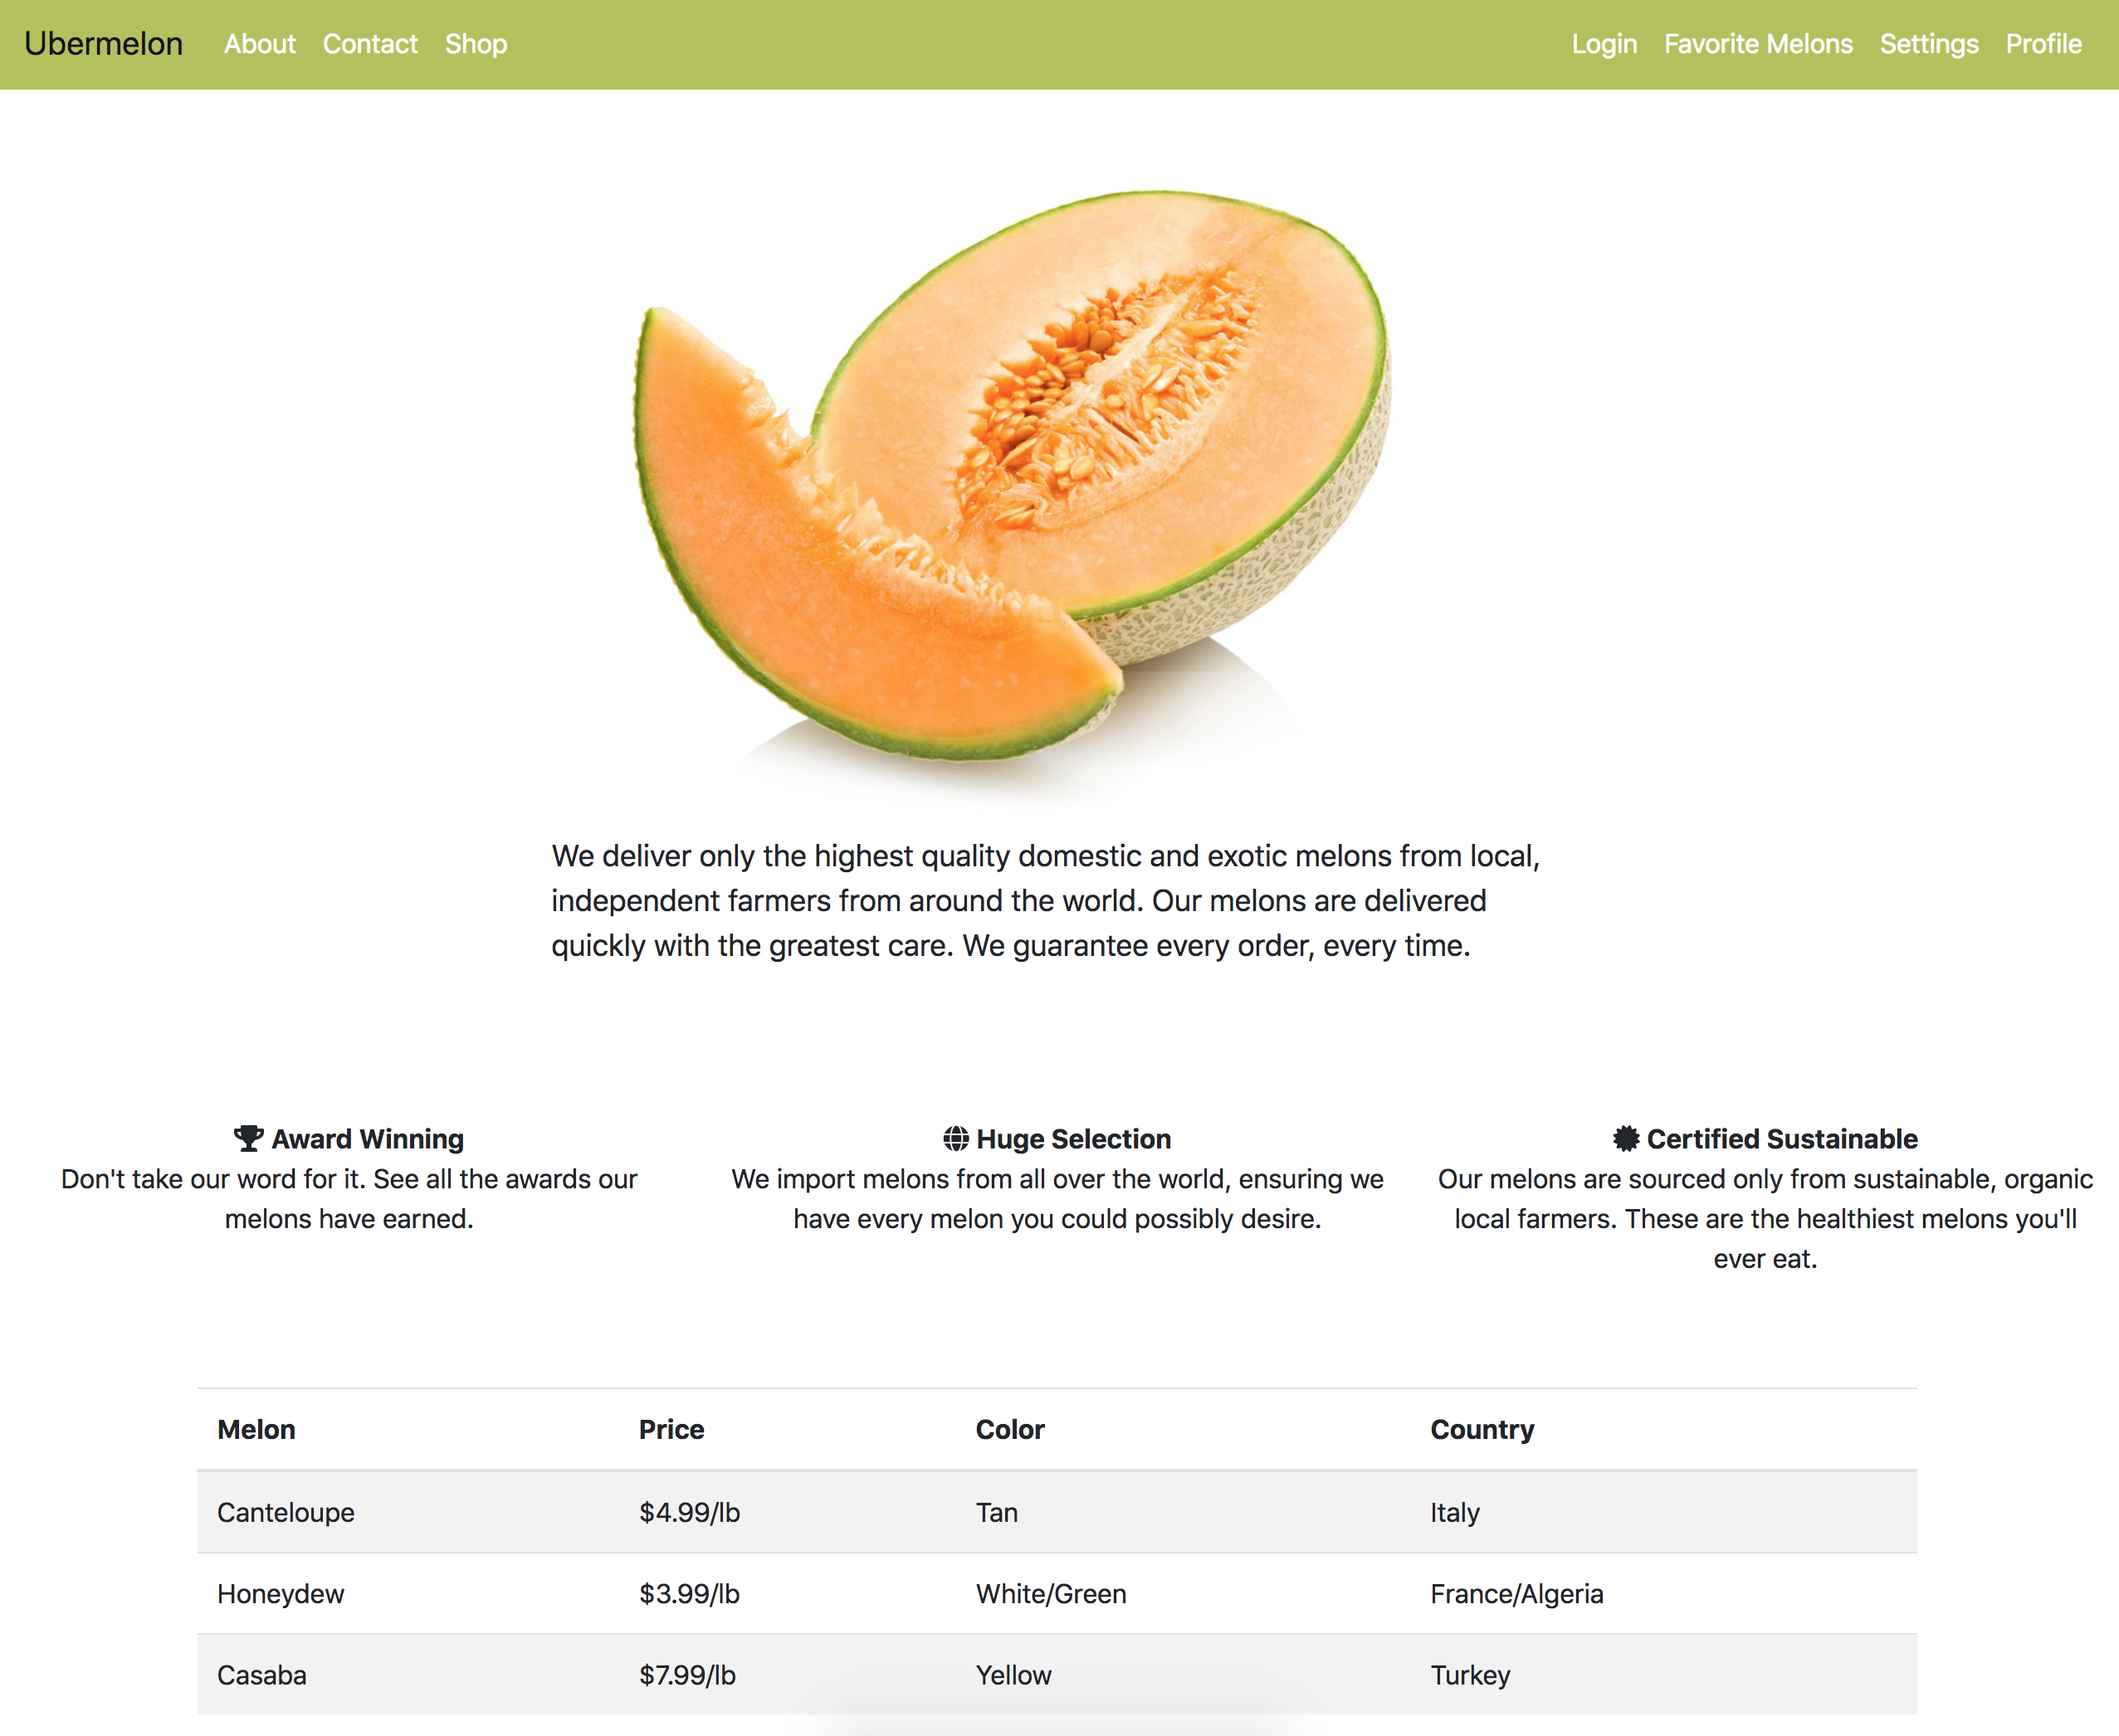 Ubermelon About Contact Shop Login Favorite Melons Settings Profile
We deliver only the highest quality domestic and exotic melons from local,
independent farmers from around the world. Our melons are delivered
quickly with the greatest care. We guarantee every order, every time.
Award Winning
Don't take our word for it. See all the awards our
melons have earned.
Huge Selection
We import melons from all over the world, ensuring we
have every melon you could possibly desire.
Certified Sustainable
Our melons are sourced only from sustainable, organic
local farmers. These are the healthiest melons you'll
ever eat.
Melon Price Color Country
Canteloupe $4.99/lb Tan Italy
Honeydew $3.99/lb White/Green France/Algeria
Casaba $7.99/lb Yellow Turkey